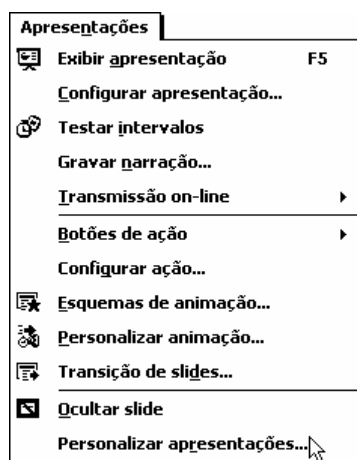 Apresentações
Exibir apresentação F5
Configurar apresentação...
Testar intervalos
Gravar narração...
Transmissão on-line
Botões de ação
Configurar ação...
Esquemas de animação...
Personalizar animação...
Transição de slides...
Ocultar slide
Personalizar apresentações...